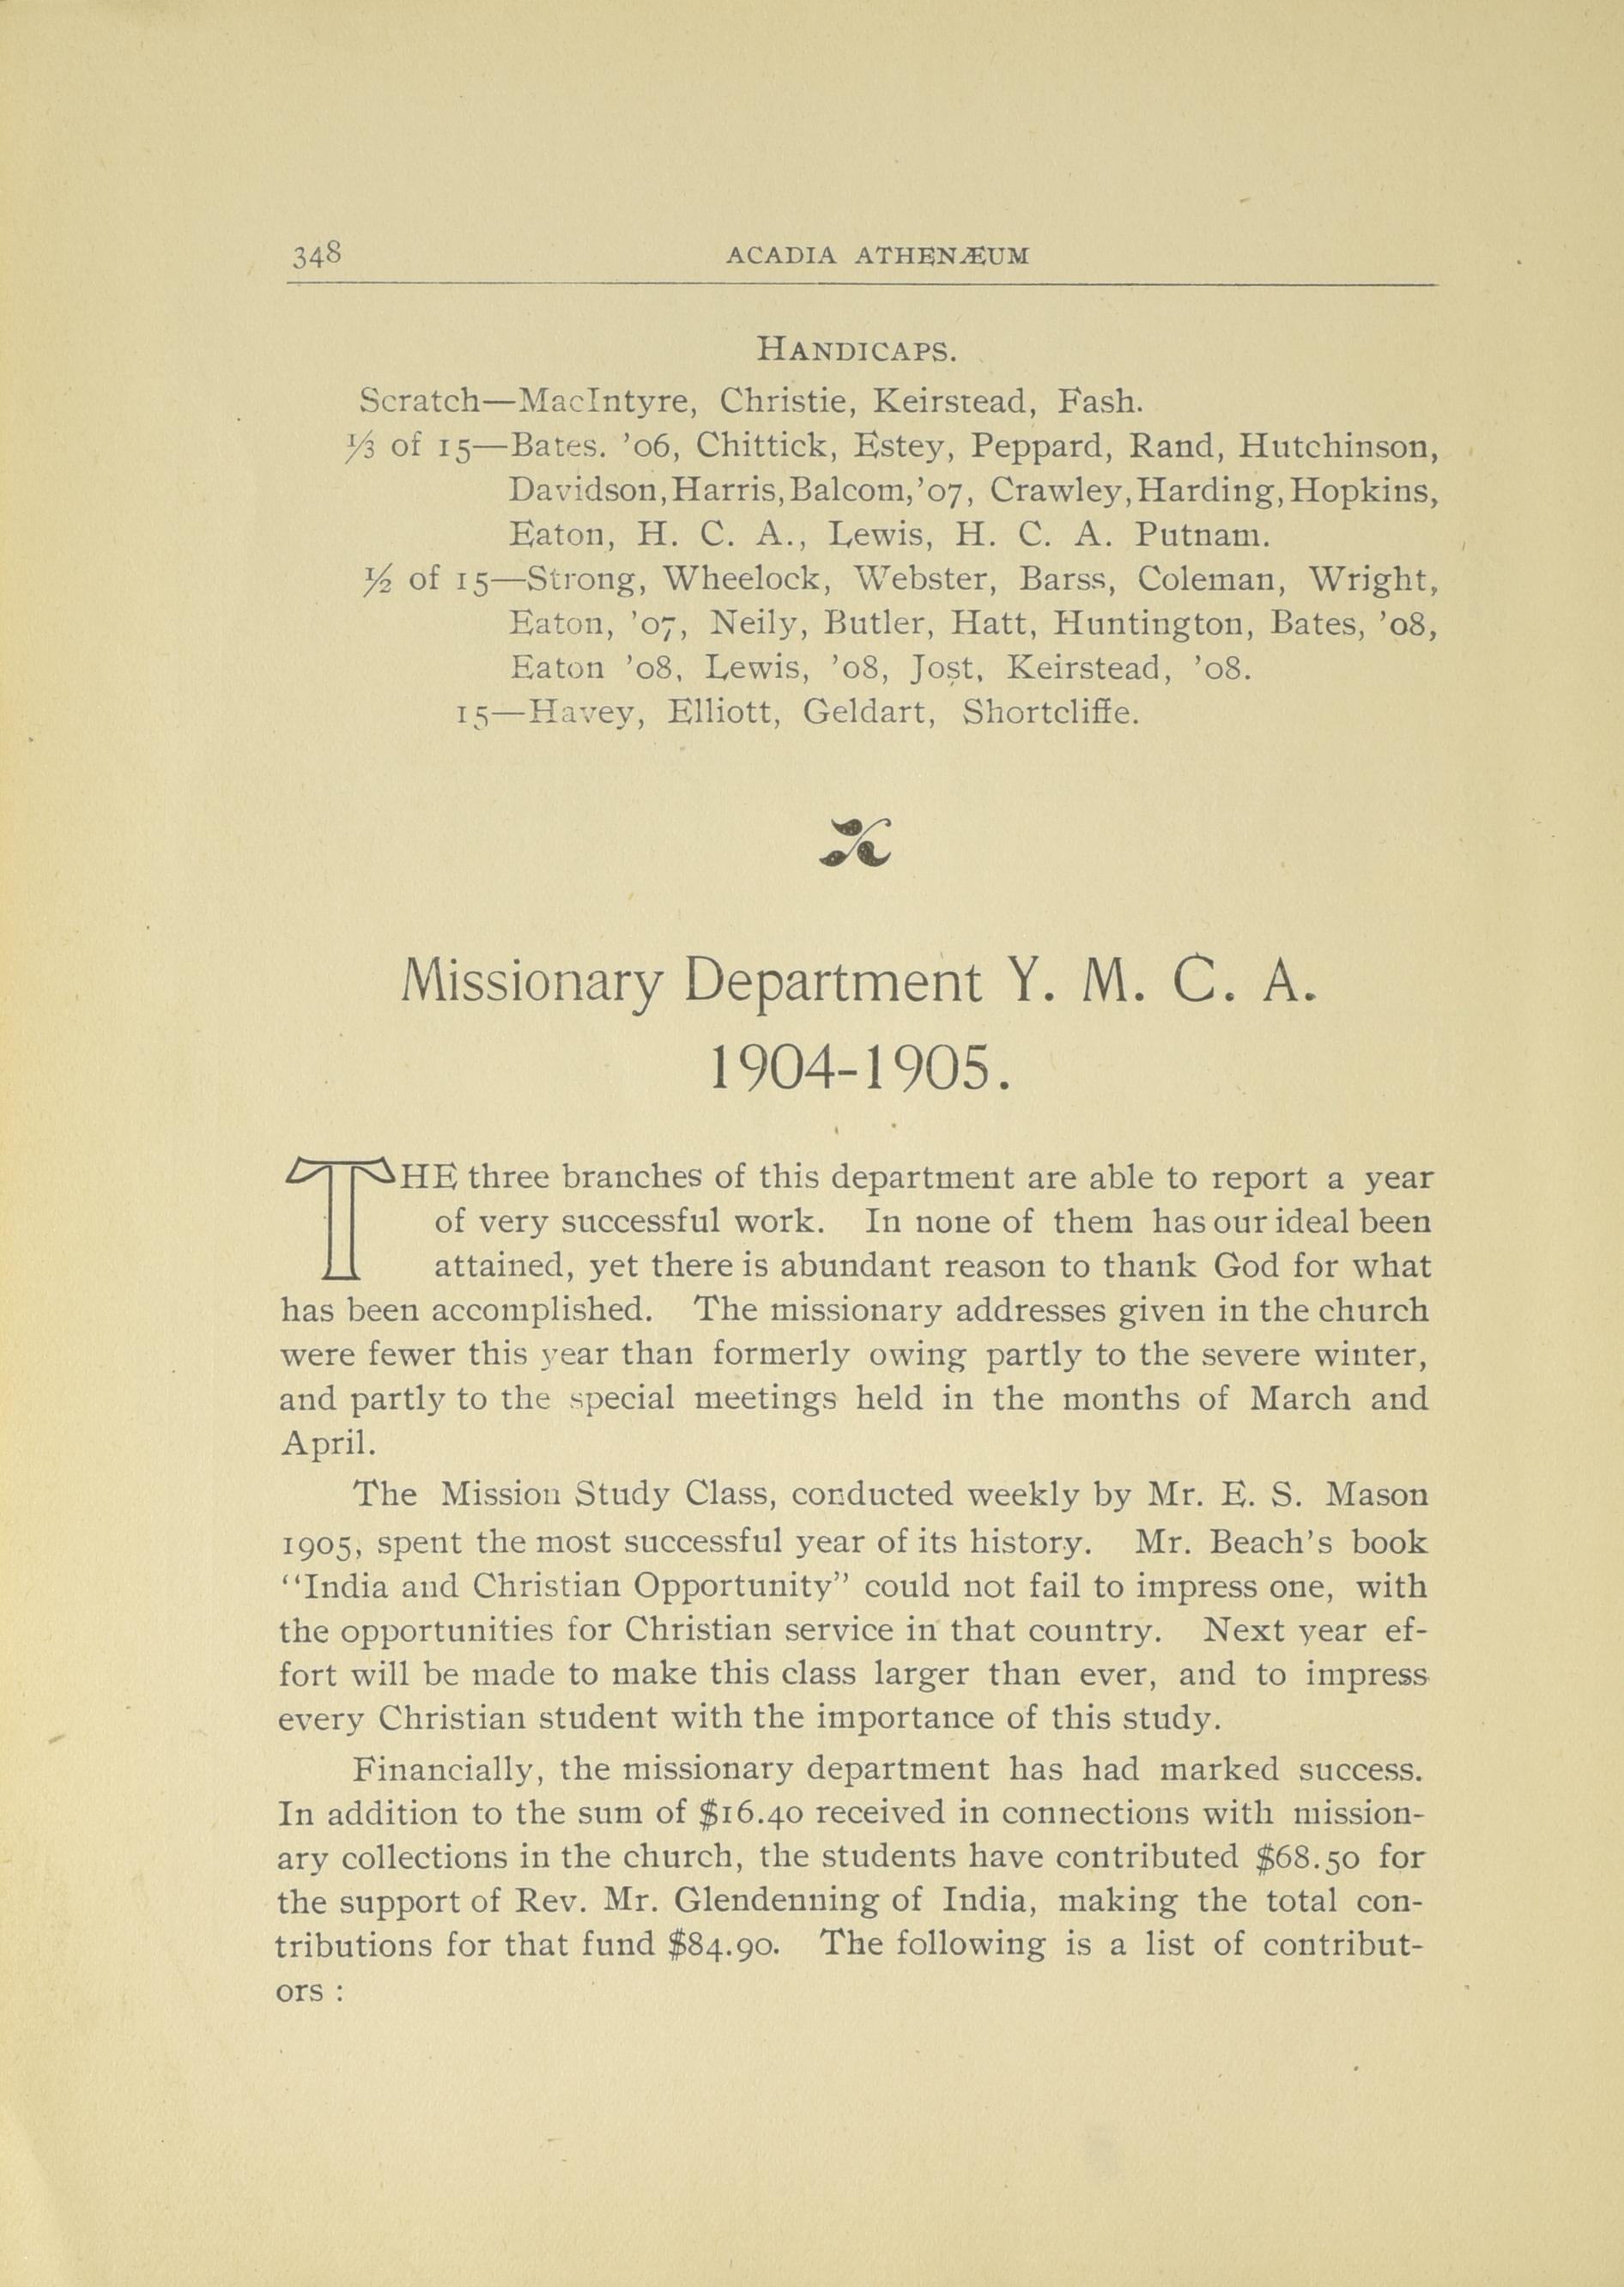 348 ACADIA ATHENÆUM
HANDICAPS.
Scratch—MacIntyre, Christie, Keirstead, Fash.
⅓ of 15—Bates. ’06, Chittick, Estey, Peppard, Rand, Hutchinson,
Davidson, Harris, Balcom, ’07, Crawley, Harding, Hopkins,
Eaton, H. C. A., Lewis, H. C. A. Putnam.
½ of 15—Strong, Wheelock, Webster, Barss, Coleman, Wright,
Eaton, ’07, Neily, Butler, Hatt, Huntington, Bates, ’08,
Eaton ’08, Lewis, ’08, Jost, Keirstead, ’08.
15—Havey, Elliott, Geldart, Shortcliffe.
Missionary Department Y. M. C. A.
1904-1905.
THE three branches of this department are able to report a year
of very successful work. In none of them has our ideal been
attained, yet there is abundant reason to thank God for what
has been accomplished. The missionary addresses given in the church
were fewer this year than formerly owing partly to the severe winter,
and partly to the special meetings held in the months of March and
April.
The Mission Study Class, conducted weekly by Mr. E. S. Mason
1905, spent the most successful year of its history. Mr. Beach’s book
“India and Christian Opportunity” could not fail to impress one, with
the opportunities for Christian service in that country. Next year ef-
fort will be made to make this class larger than ever, and to impress
every Christian student with the importance of this study.
Financially, the missionary department has had marked success.
In addition to the sum of $16.40 received in connections with mission-
ary collections in the church, the students have contributed $68.50 for
the support of Rev. Mr. Glendenning of India, making the total con-
tributions for that fund $84.90. The following is a list of contribut-
ors :